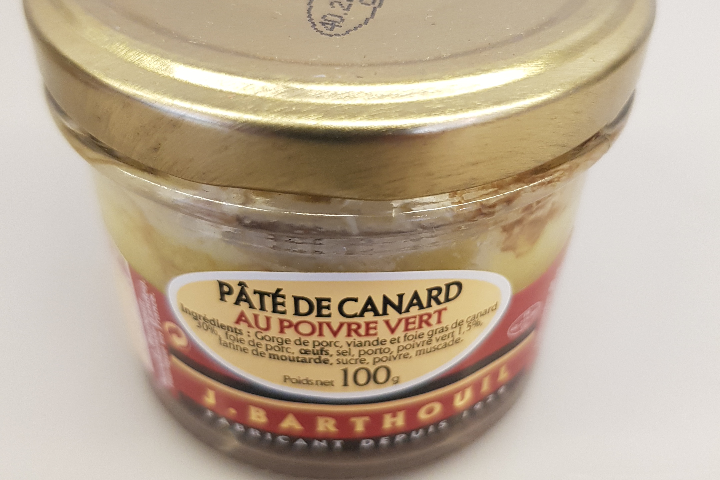 PÂTÉ DE CANARD
AU POIVRE VERT
Ingrédients : Gorge de porc, viande et foie gras de canard
30%, foie de porc, œufs, sel, porto, poivre vert 1,5%,
farine de moutarde, sucre, poivre, muscade.
Poids net 100g
J. BARTHOUIL
FABRICANT DEPUIS